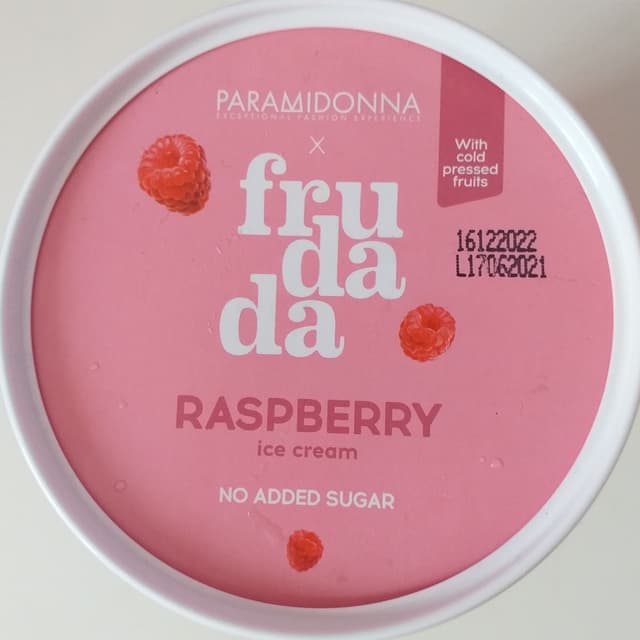 PARAMIDONNA
EXCEPTIONAL FASHION EXPERIENCE
X
fru
da
da
With
cold
pressed
fruits
16122022
L17062021
RASPBERRY
ice cream
NO ADDED SUGAR